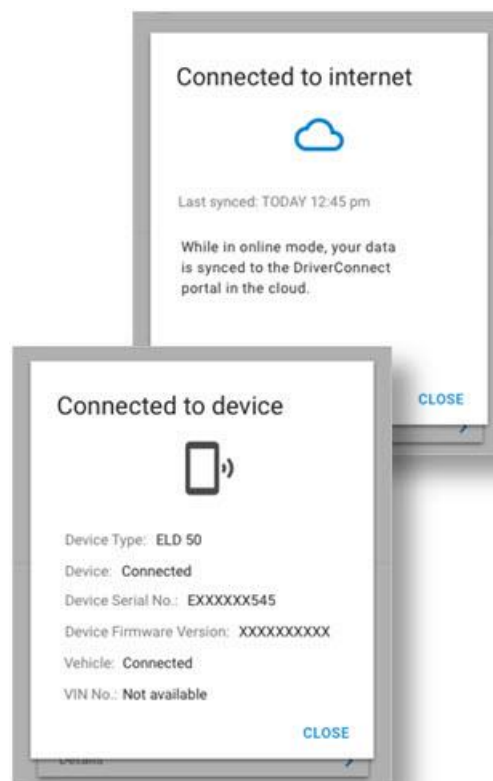 Connected to internet
Last synced: TODAY 12:45 pm
While in online mode, your data
is synced to the DriverConnect
portal in the cloud.
CLOSE
Connected to device
Device Type: ELD 50
Device: Connected
Device Serial No.: EXXXXXX545
Device Firmware Version: XXXXXXXXXX
Vehicle: Connected
VIN No.: Not available
CLOSE
Details